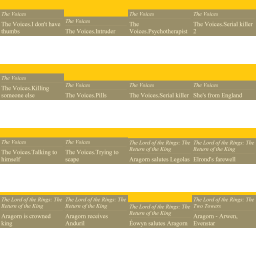 The Voices
The Voices.I don't have
thumbs
The Voices
The Voices.Intruder
The Voices
The
Voices.Psychotherapist
The Voices
The Voices.Serial killer
2
The Voices
The Voices.Killing
someone else
The Voices
The Voices.Pills
The Voices
The Voices.Serial killer
The Voices
She's from England
The Voices
The Voices.Talking to
himself
The Voices
The Voices.Trying to
scape
The Lord of the Rings: The
Return of the King
Aragorn salutes Legolas
The Lord of the Rings: The
Return of the King
Elrond's farewell
The Lord of the Rings: The
Return of the King
Aragorn is crowned
king
The Lord of the Rings: The
Return of the King
Aragorn receives
Andúril
The Lord of the Rings: The
Return of the King
Eowyn salutes Aragorn
The Lord of the Rings: The
Two Towers
Aragorn - Arwen,
Evenstar